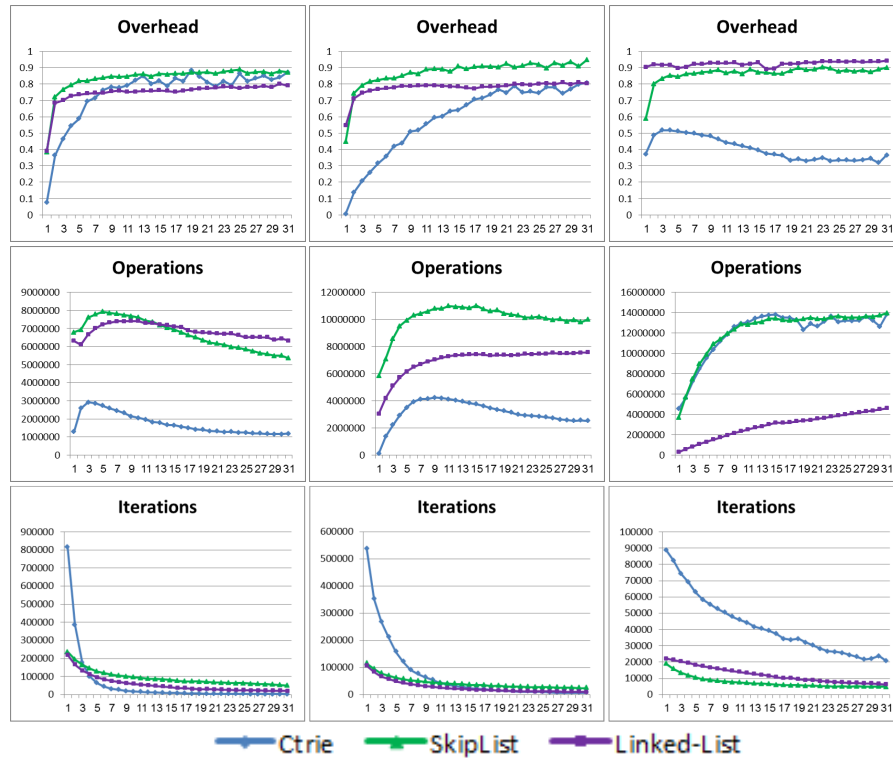 Overhead Overhead Overhead
1 1 1
0.9 0.9 0.9
0.8 0.8 0.8
0.7 0.7 0.7
0.6 0.6 0.6
0.5 0.5 0.5
0.4 0.4 0.4
0.3 0.3 0.3
0.2 0.2 0.2
0.1 0.1 0.1
0 0 0
1 3 5 7 9 11 13 15 17 19 21 23 25 27 29 31 1 3 5 7 9 11 13 15 17 19 21 23 25 27 29 31 1 3 5 7 9 11 13 15 17 19 21 23 25 27 29 31
Operations Operations Operations
9000000 12000000 16000000
8000000 10000000 14000000
7000000 8000000 12000000
6000000 6000000 10000000
5000000 4000000 8000000
4000000 2000000 6000000
3000000 0 4000000
2000000 2000000
1000000 0
0
1 3 5 7 9 11 13 15 17 19 21 23 25 27 29 31 1 3 5 7 9 11 13 15 17 19 21 23 25 27 29 31 1 3 5 7 9 11 13 15 17 19 21 23 25 27 29 31
Iterations Iterations Iterations
900000 600000 100000
800000 500000 90000
700000 400000 80000
600000 300000 70000
500000 200000 60000
400000 100000 50000
300000 0 40000
200000 30000
100000 20000
0 10000
0
1 3 5 7 9 11 13 15 17 19 21 23 25 27 29 31 1 3 5 7 9 11 13 15 17 19 21 23 25 27 29 31 1 3 5 7 9 11 13 15 17 19 21 23 25 27 29 31
Ctrie SkipList Linked-List